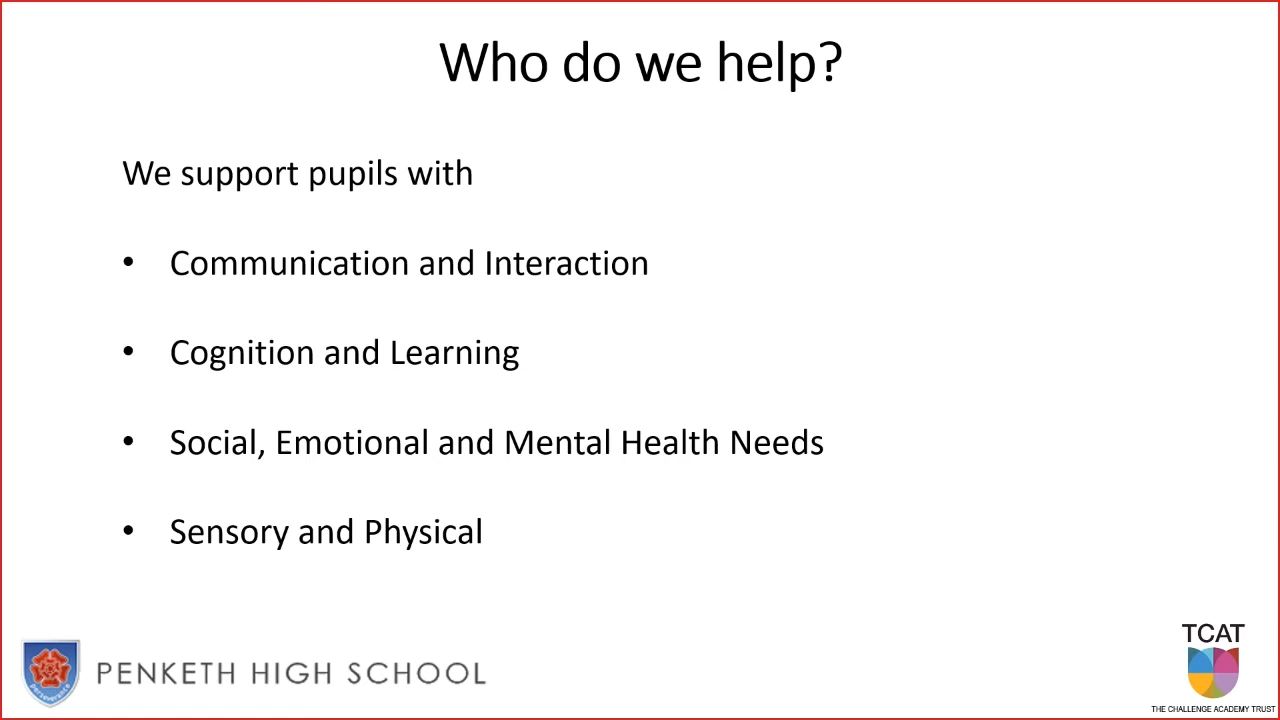 Who do we help?
We support pupils with
• Communication and Interaction
• Cognition and Learning
• Social, Emotional and Mental Health Needs
• Sensory and Physical
perseverance
PENKETH HIGH SCHOOL
TCAT
THE CHALLENGE ACADEMY TRUST